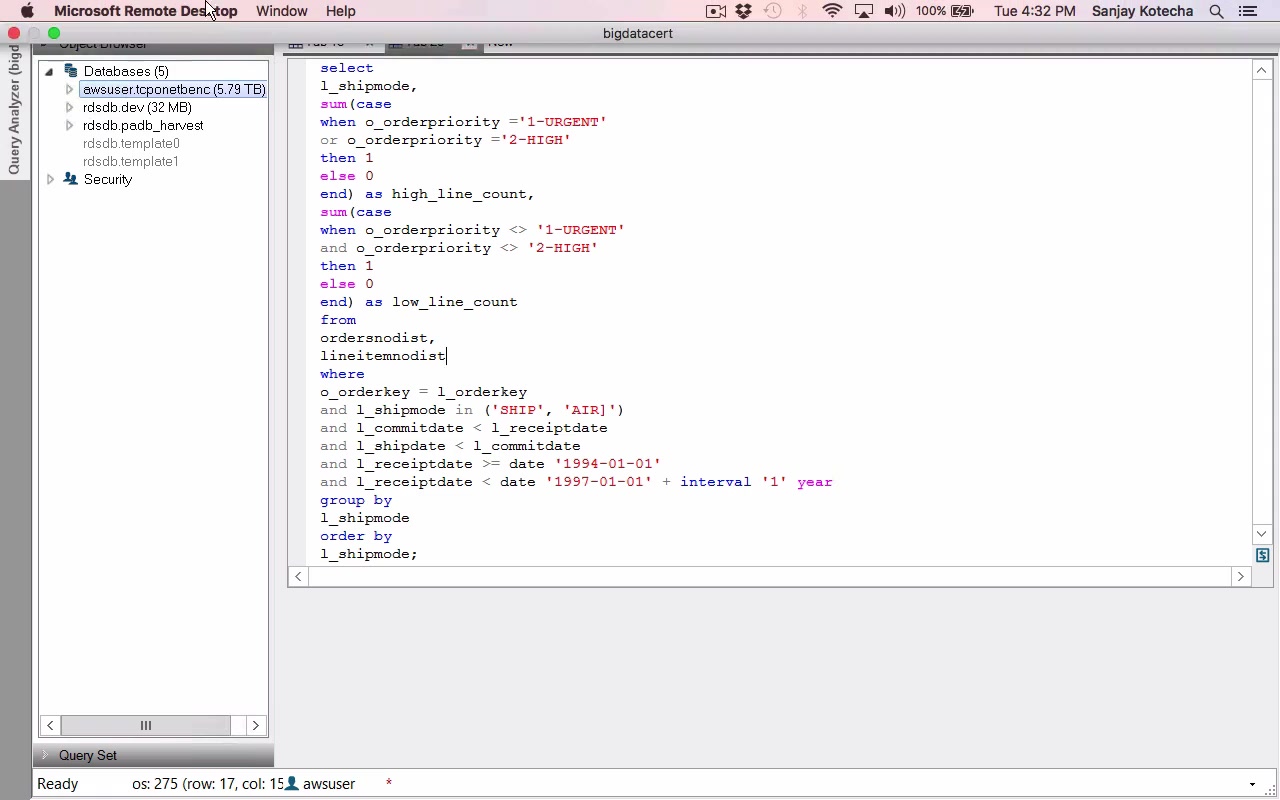 Microsoft Remote Desktop Window Help 100% Tue 4:32 PM Sanjay Kotecha
bigdatacert
Query Analyzer (bigd
Object Browser
New
Databases (5)
awsuser.tcponetbenc (5.79 TB)
rdsdb.dev (32 MB)
rdsdb.padb_harvest
rdsdb.template0
rdsdb.template1
Security
select
l_shipmode,
sum(case
when o_orderpriority ='1-URGENT'
or o_orderpriority ='2-HIGH'
then 1
else 0
end) as high_line_count,
sum(case
when o_orderpriority <> '1-URGENT'
and o_orderpriority <> '2-HIGH'
then 1
else 0
end) as low_line_count
from
ordersnodist,
lineitemnodist
where
o_orderkey = l_orderkey
and l_shipmode in ('SHIP', 'AIR]')
and l_commitdate < l_receiptdate
and l_shipdate < l_commitdate
and l_receiptdate >= date '1994-01-01'
and l_receiptdate < date '1997-01-01' + interval '1' year
group by
l_shipmode
order by
l_shipmode;
Query Set
Ready os: 275 (row: 17, col: 15 awsuser *